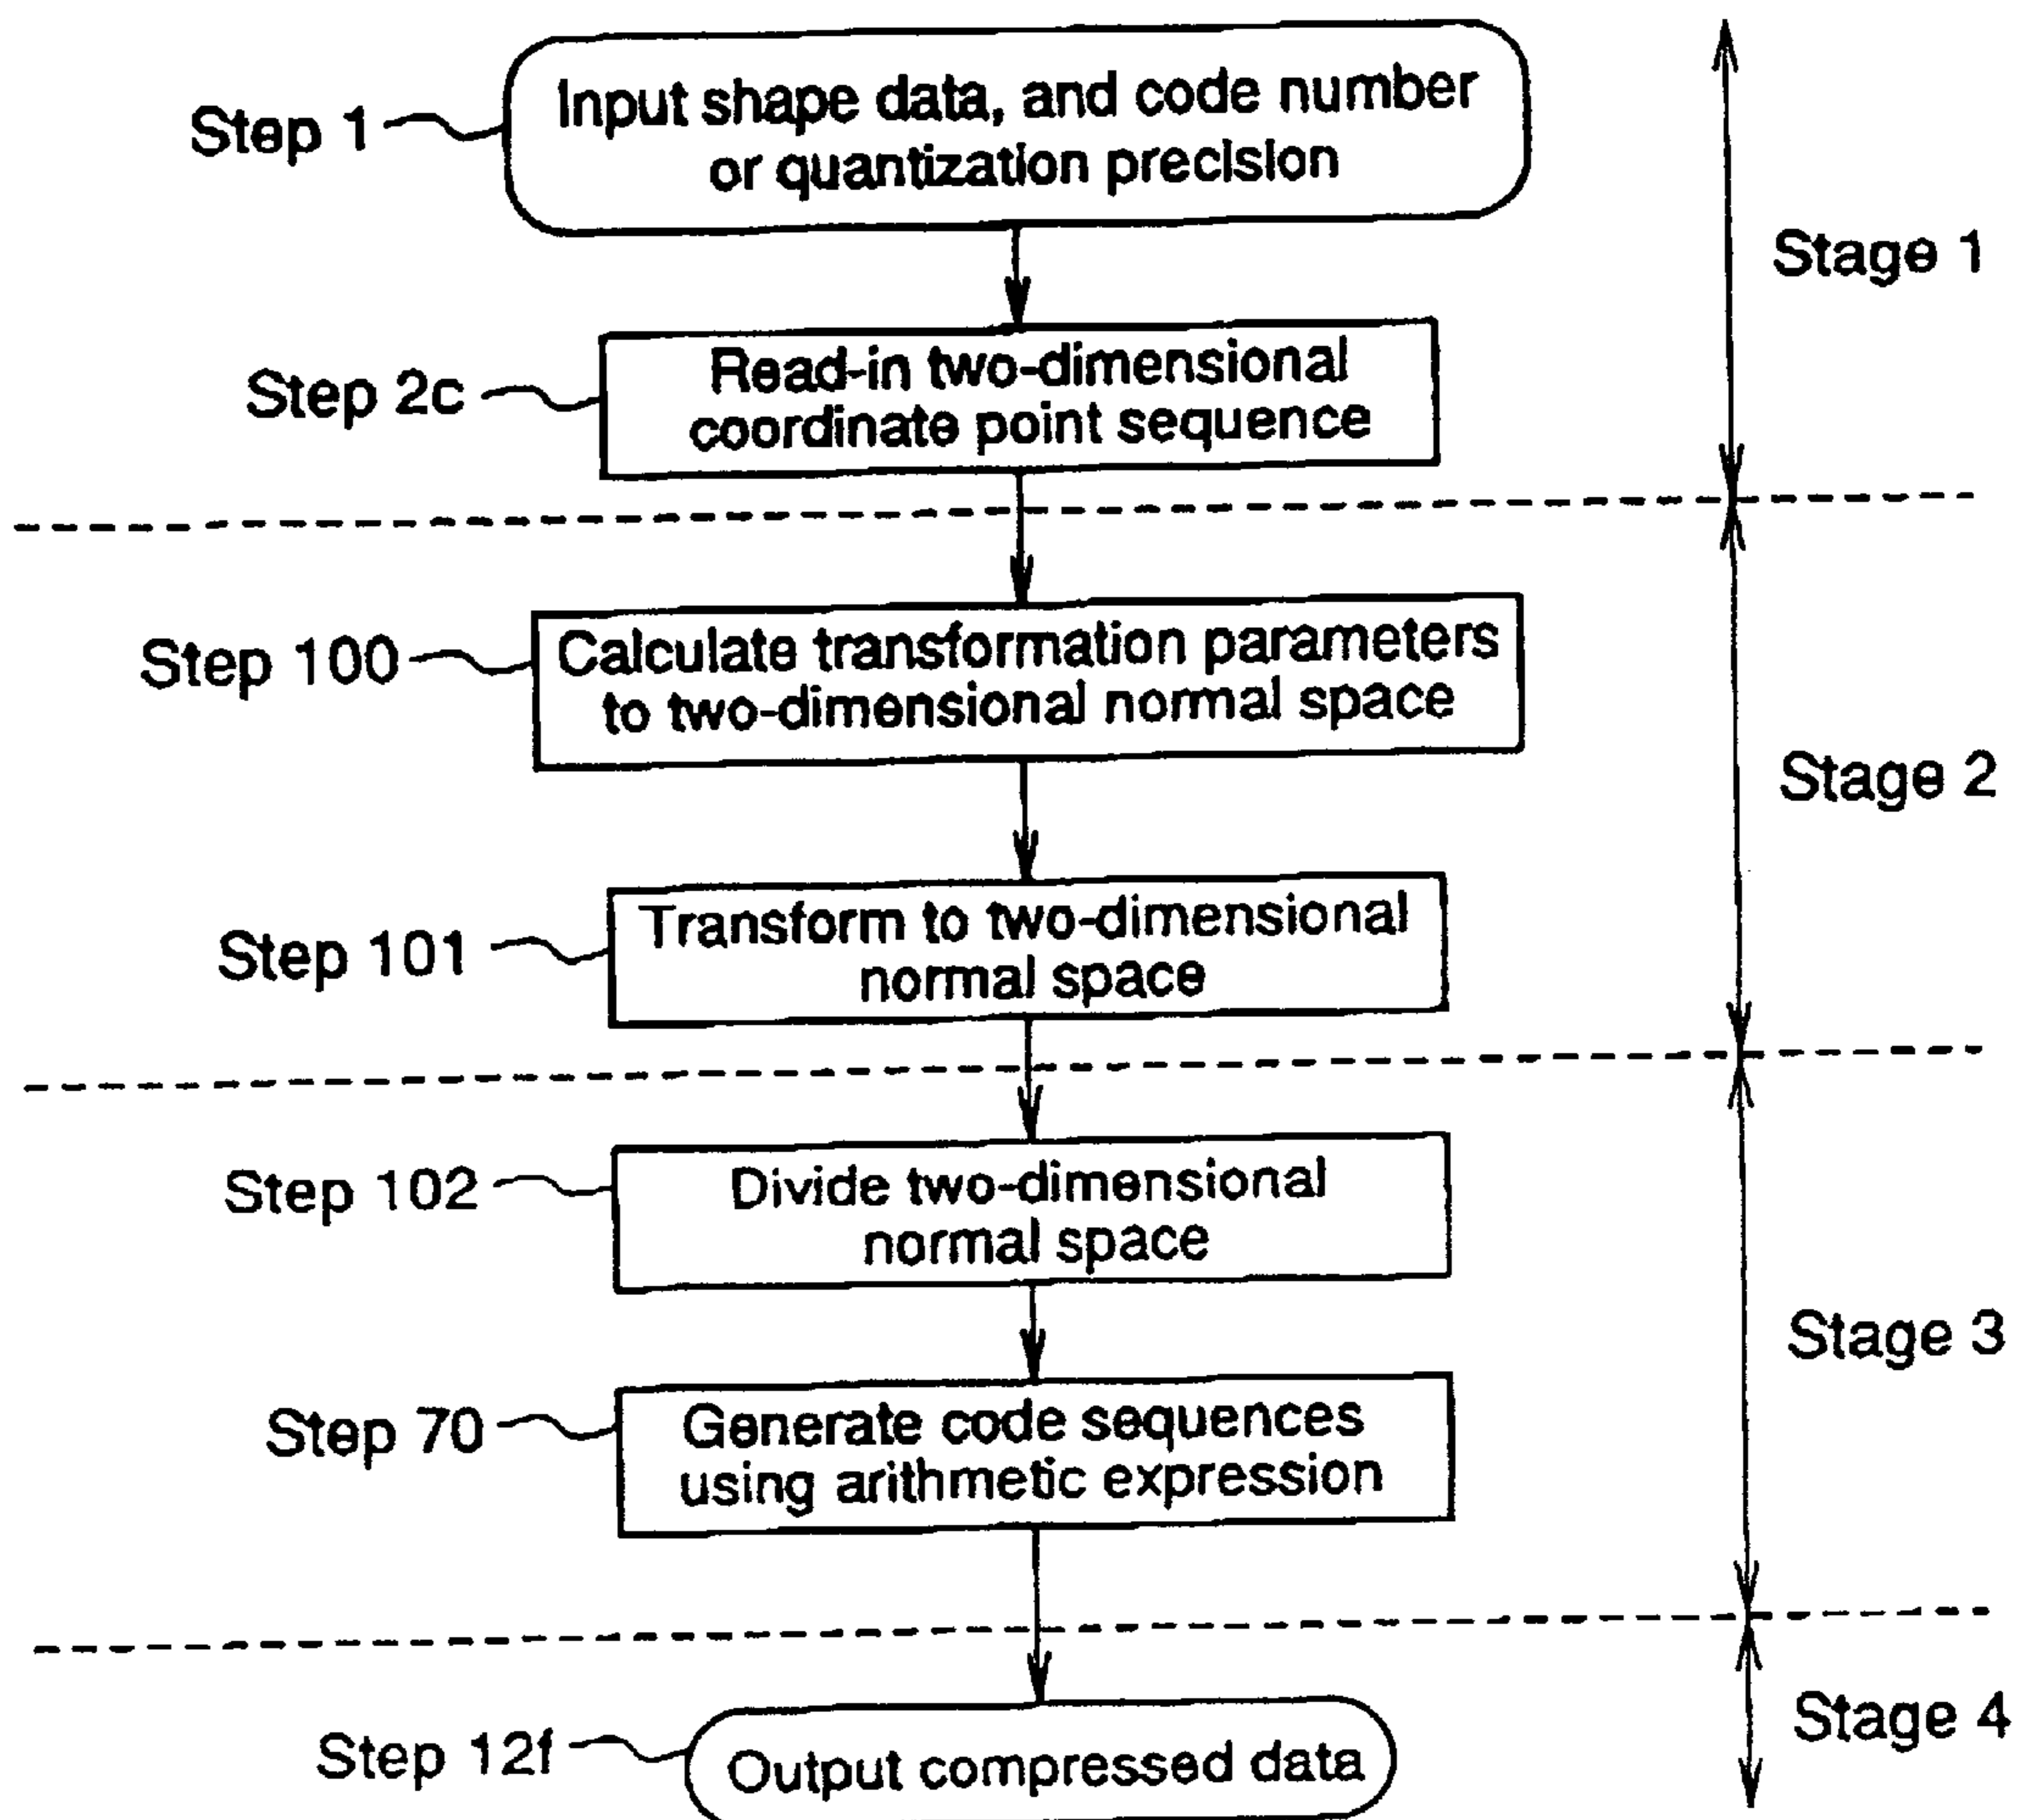 Step 1
Input shape data, and code number
or quantization precision
Stage 1
Step 2c
Read-in two-dimensional
coordinate point sequence
Step 100
Calculate transformation parameters
to two-dimensional normal space
Stage 2
Step 101
Transform to two-dimensional
normal space
Step 102
Divide two-dimensional
normal space
Stage 3
Step 70
Generate code sequences
using arithmetic expression
Step 12f
Output compressed data
Stage 4